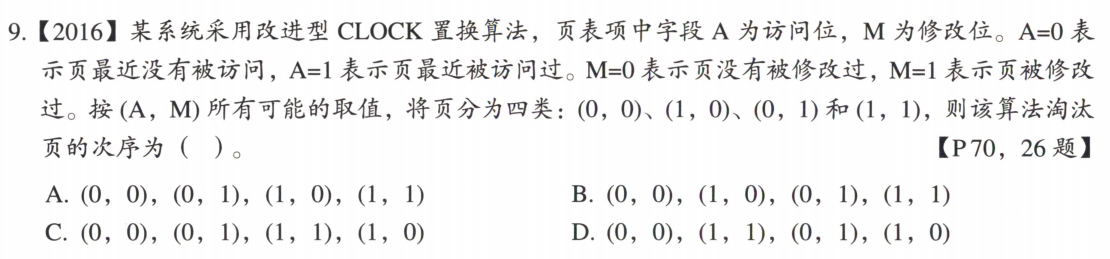 9.【2016】某系统采用改进型 CLOCK 置换算法，页表项中字段 A 为访问位，M 为修改位。A=0 表
示页最近没有被访问，A=1 表示页最近被访问过。M=0 表示页没有被修改过，M=1 表示页被修改
过。按 (A，M) 所有可能的取值，将页分为四类：(0，0)、(1，0)、(0，1) 和 (1，1)，则该算法淘汰
页的次序为（　）。【P70，26 题】
A. (0，0)，(0，1)，(1，0)，(1，1)　B. (0，0)，(1，0)，(0，1)，(1，1)
C. (0，0)，(0，1)，(1，1)，(1，0)　D. (0，0)，(1，1)，(0，1)，(1，0)